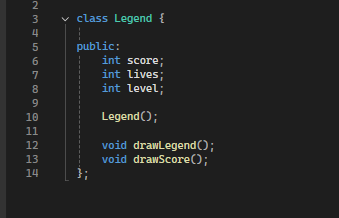 2
3 class Legend {
4
5 public:
6 int score;
7 int lives;
8 int level;
9
10 Legend();
11
12 void drawLegend();
13 void drawScore();
14 };